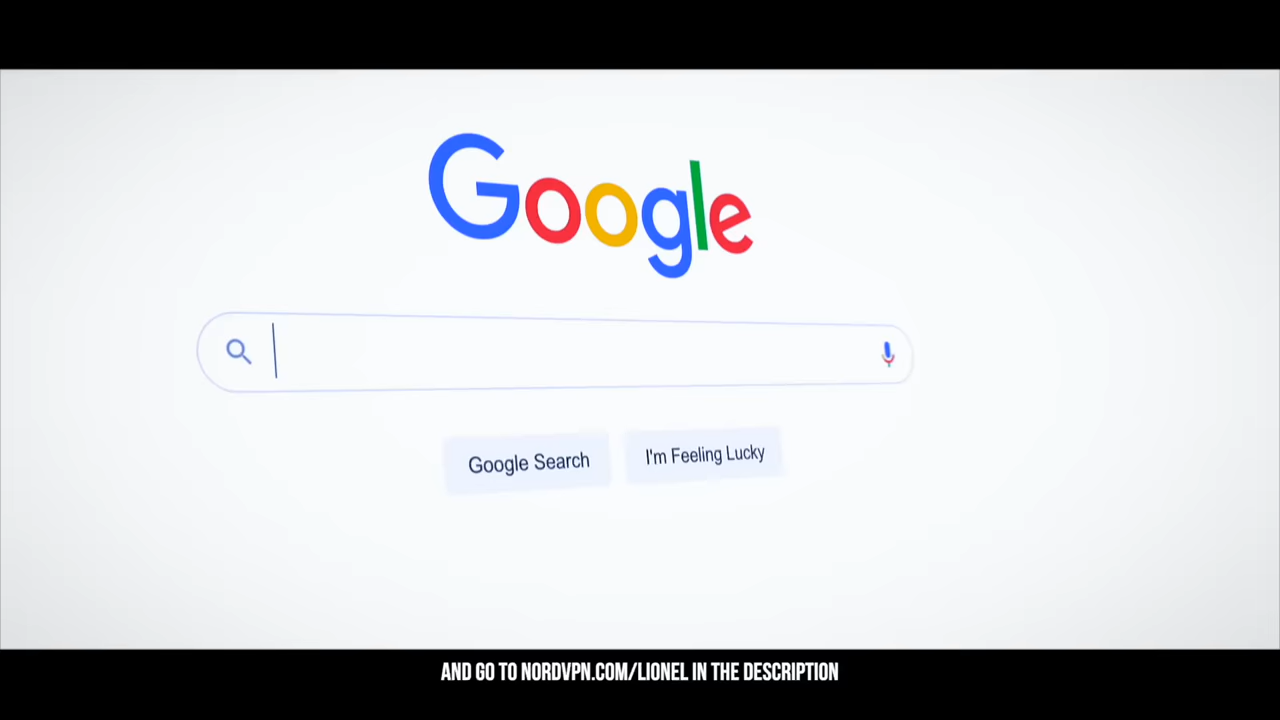 Google
Google Search
I'm Feeling Lucky
AND GO TO NORDVPN.COM/LIONEL IN THE DESCRIPTION